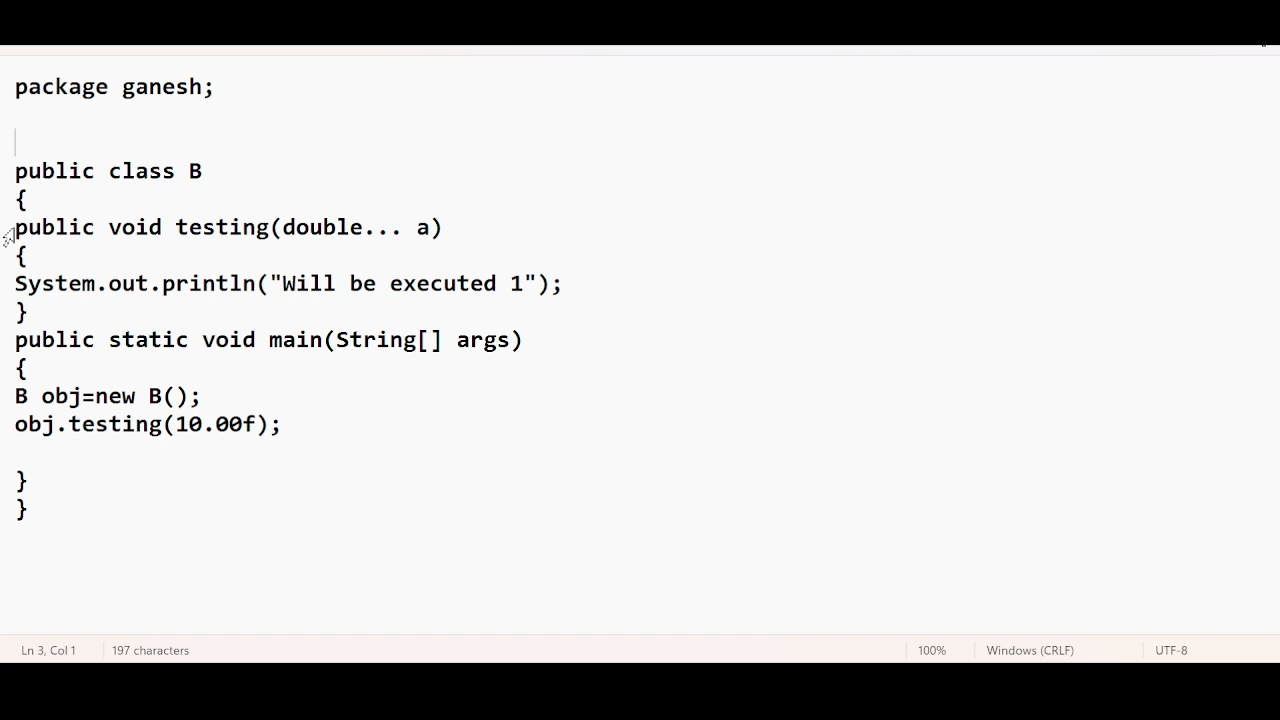 package ganesh;
public class B
{
public void testing(double... a)
{
System.out.println("Will be executed 1");
}
public static void main(String[] args)
{
B obj=new B();
obj.testing(10.00f);
}
}
Ln 3, Col 1 197 characters 100% Windows (CRLF) UTF-8